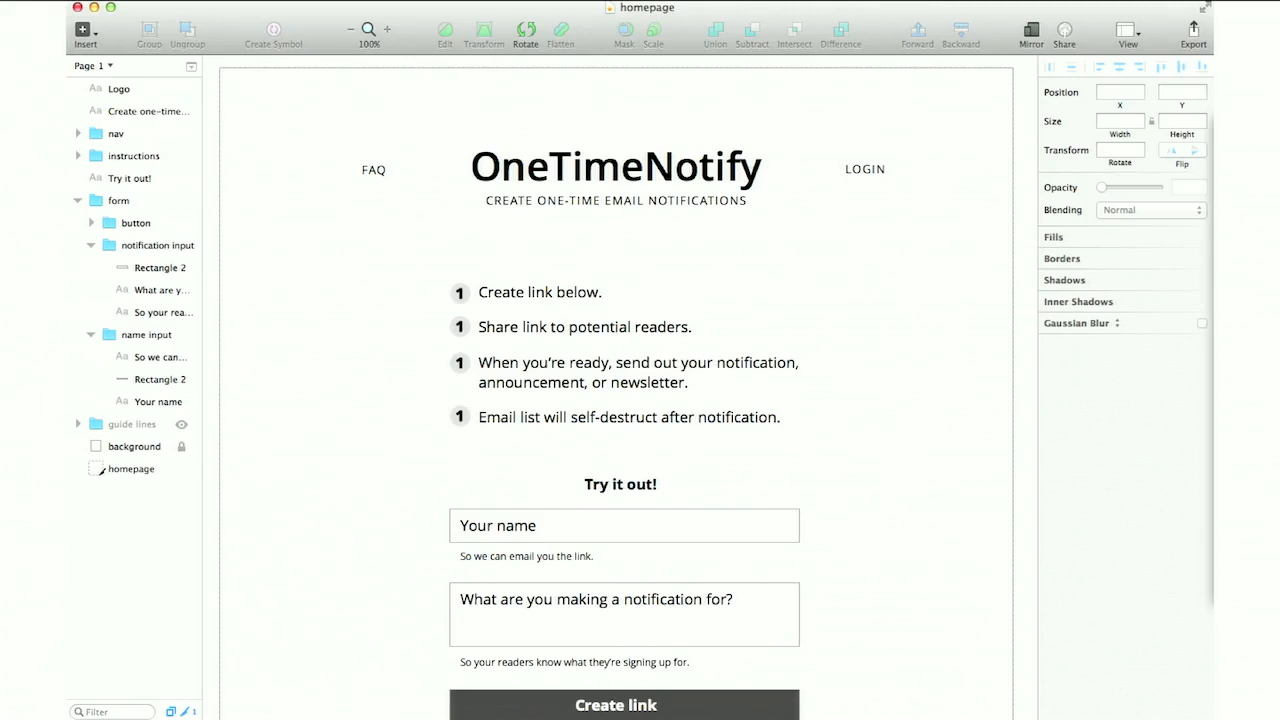 homepage
Insert
Group
Ungroup
Create Symbol
100%
Edit
Transform
Rotate
Flatten
Mask
Scale
Union
Subtract
Intersect
Difference
Forward
Backward
Mirror
Share
View
Export
Page 1
Logo
Create one-time...
nav
instructions
Try it out!
form
button
notification input
Rectangle 2
What are y...
So your rea...
name input
So we can...
Rectangle 2
Your name
guide lines
background
homepage
Filter
1
FAQ
OneTimeNotify
CREATE ONE-TIME EMAIL NOTIFICATIONS
LOGIN
1 Create link below.
1 Share link to potential readers.
1 When you're ready, send out your notification,
announcement, or newsletter.
1 Email list will self-destruct after notification.
Try it out!
Your name
So we can email you the link.
What are you making a notification for?
So your readers know what they're signing up for.
Create link
Position
X
Y
Size
Width
Height
Transform
Rotate
Flip
Opacity
Blending
Normal
Fills
Borders
Shadows
Inner Shadows
Gaussian Blur